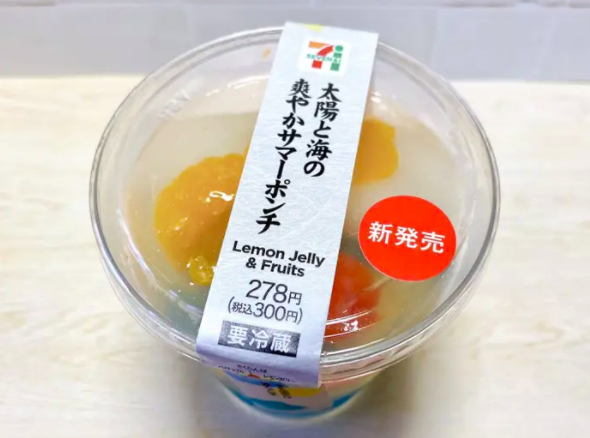 太陽と海の
爽やかサマーポンチ
Lemon Jelly
& Fruits
278円
(税込300円)
要冷蔵
新発売